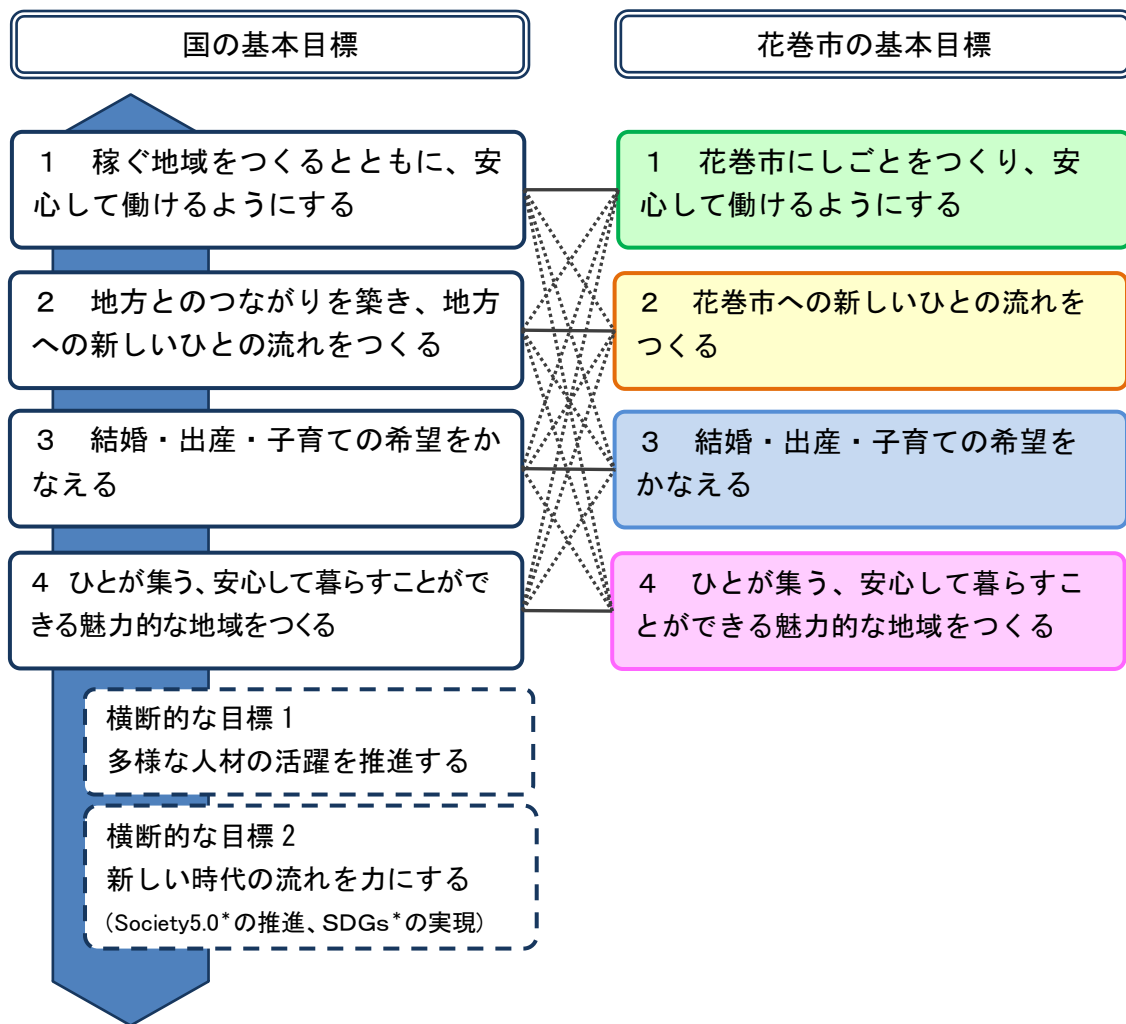 国の基本目標
花巻市の基本目標
1 稼ぐ地域をつくるとともに、安
心して働けるようにする
2 地方とのつながりを築き、地方
への新しいひとの流れをつくる
3 結婚・出産・子育ての希望をか
なえる
4 ひとが集う、安心して暮らすことがで
きる魅力的な地域をつくる
横断的な目標1
多様な人材の活躍を推進する
横断的な目標2
新しい時代の流れを力にする
(Society5.0*の推進、SDGs*の実現)
1 花巻市にしごとをつくり、安
心して働けるようにする
2 花巻市への新しいひとの流れを
つくる
3 結婚・出産・子育ての希望を
かなえる
4 ひとが集う、安心して暮らすこ
とができる魅力的な地域をつくる